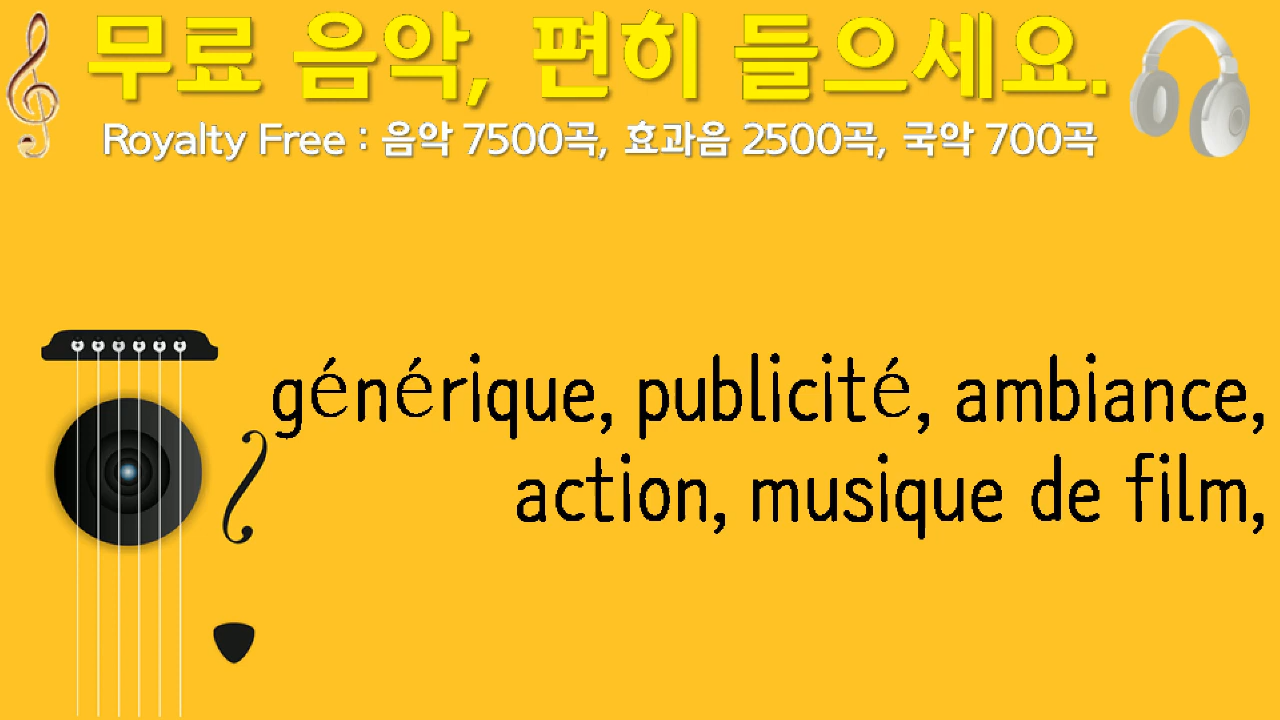 무료 음악, 편히 들으세요.
Royalty Free : 음악 7500곡, 효과음 2500곡, 국악 700곡
générique, publicité, ambiance,
action, musique de film,